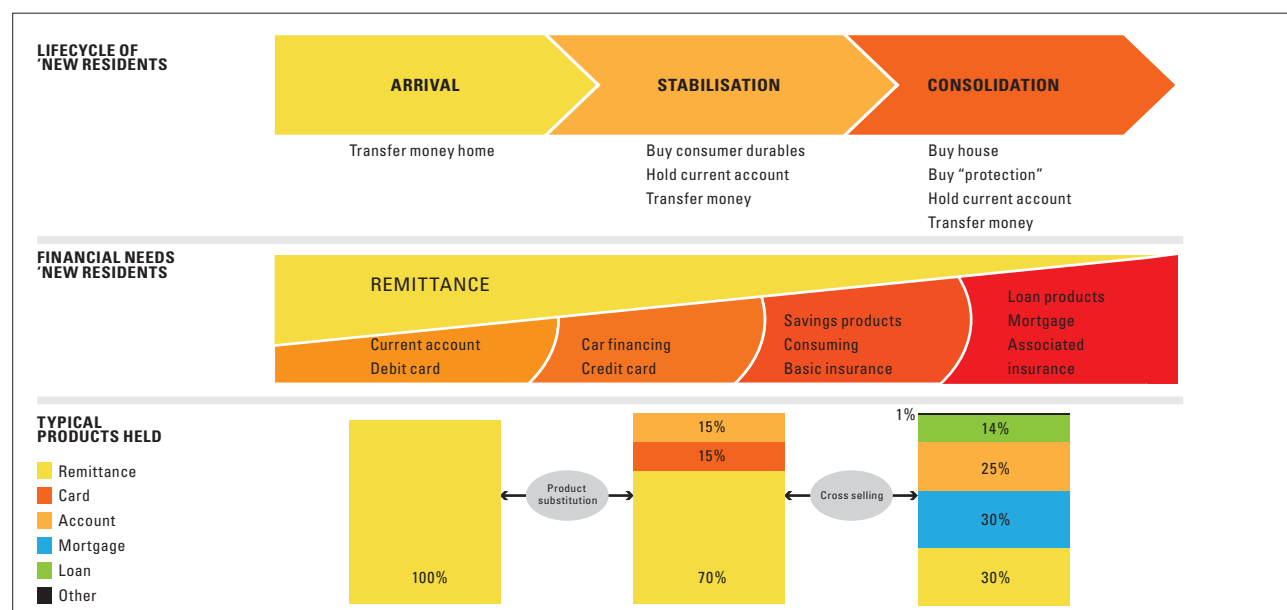 LIFECYCLE OF
'NEW RESIDENTS
ARRIVAL
STABILISATION
CONSOLIDATION
Transfer money home
Buy consumer durables
Hold current account
Transfer money
Buy house
Buy “protection”
Hold current account
Transfer money
FINANCIAL NEEDS
'NEW RESIDENTS
REMITTANCE
Current account
Debit card
Car financing
Credit card
Savings products
Consuming
Basic insurance
Loan products
Mortgage
Associated
insurance
TYPICAL
PRODUCTS HELD
Remittance
Card
Account
Mortgage
Loan
Other
100%
Product
substitution
15%
15%
70%
Cross selling
1%
14%
25%
30%
30%